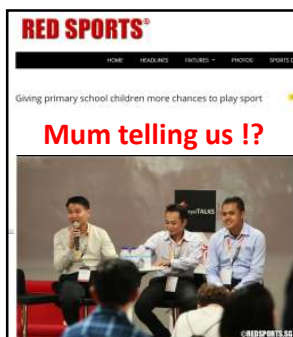 RED SPORTS®
HOME HEADLINES FIXTURES PHOTOS SPORTS
Giving primary school children more chances to play sport
Mum telling us !?
TALKS
©REDSPORTS.SG